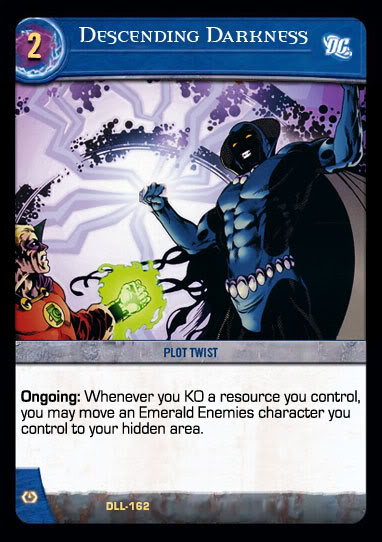 2
Descending Darkness
DC
PLOT TWIST
Ongoing: Whenever you KO a resource you control,
you may move an Emerald Enemies character you
control to your hidden area.
DLL-162